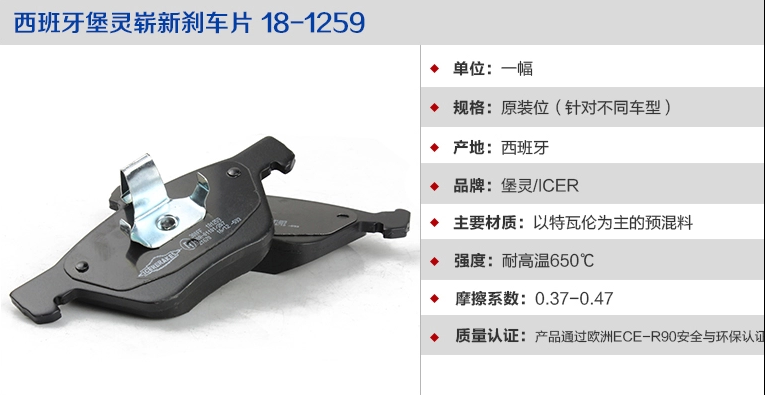 西班牙堡灵崭新刹车片 18-1259
单位：一幅
规格：原装位（针对不同车型）
产地：西班牙
品牌：堡灵/ICER
主要材质：以特瓦伦为主的预混料
强度：耐高温650℃
摩擦系数：0.37-0.47
质量认证：产品通过欧洲ECE-R90安全与环保认证